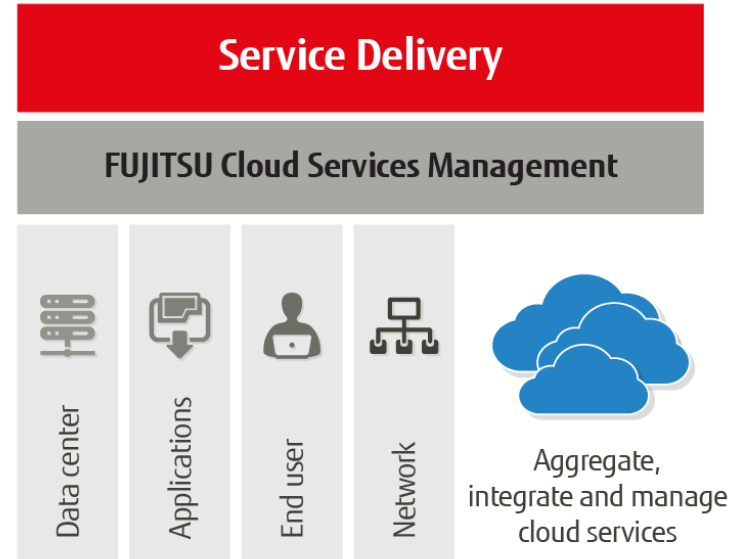 Service Delivery
FUJITSU Cloud Services Management
Data center
Applications
End user
Network
Aggregate,
integrate and manage
cloud services